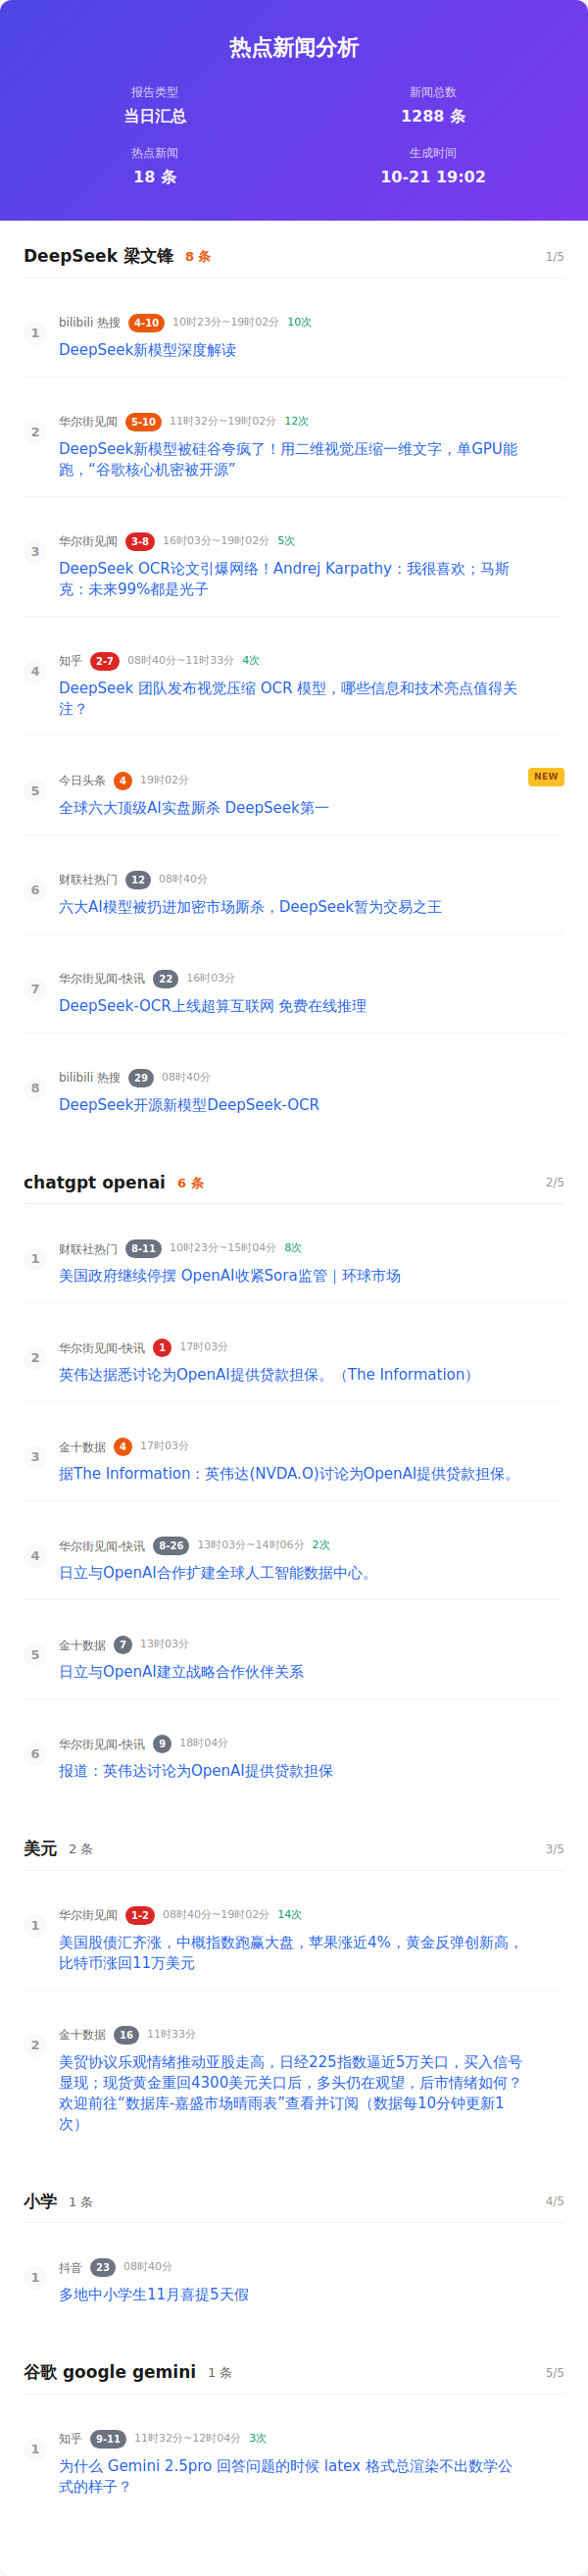 热点新闻分析
报告类型
当日汇总
新闻总数
1288 条
热点新闻
18 条
生成时间
10-21 19:02
DeepSeek 梁文锋 8 条 1/5
1
bilibili 热搜 4-10 10时23分~19时02分 10次
DeepSeek新模型深度解读
2
华尔街见闻 5-10 11时32分~19时02分 12次
DeepSeek新模型被硅谷夸疯了！用二维视觉压缩一维文字，单GPU能
跑，“谷歌核心机密被开源”
3
华尔街见闻 3-8 16时03分~19时02分 5次
DeepSeek OCR论文引爆网络！Andrej Karpathy：我很喜欢；马斯
克：未来99%都是光子
4
知乎 2-7 08时40分~11时33分 4次
DeepSeek 团队发布视觉压缩 OCR 模型，哪些信息和技术亮点值得关
注？
5
今日头条 4 19时02分 NEW
全球六大顶级AI实盘厮杀 DeepSeek第一
6
财联社热门 12 08时40分
六大AI模型被扔进加密市场厮杀，DeepSeek暂为交易之王
7
华尔街见闻-快讯 22 16时03分
DeepSeek-OCR上线超算互联网 免费在线推理
8
bilibili 热搜 29 08时40分
DeepSeek开源新模型DeepSeek-OCR
chatgpt openai 6 条 2/5
1
财联社热门 8-11 10时23分~15时04分 8次
美国政府继续停摆 OpenAI收紧Sora监管｜环球市场
2
华尔街见闻-快讯 1 17时03分
英伟达据悉讨论为OpenAI提供贷款担保。（The Information）
3
金十数据 4 17时03分
据The Information：英伟达(NVDA.O)讨论为OpenAI提供贷款担保。
4
华尔街见闻-快讯 8-26 13时03分~14时06分 2次
日立与OpenAI合作扩建全球人工智能数据中心。
5
金十数据 7 13时03分
日立与OpenAI建立战略合作伙伴关系
6
华尔街见闻-快讯 9 18时04分
报道：英伟达讨论为OpenAI提供贷款担保
美元 2 条 3/5
1
华尔街见闻 1-2 08时40分~19时02分 14次
美国股债汇齐涨，中概指数跑赢大盘，苹果涨近4%，黄金反弹创新高，
比特币涨回11万美元
2
金十数据 16 11时33分
美贸协议乐观情绪推动亚股走高，日经225指数逼近5万关口，买入信号
显现；现货黄金重回4300美元关口后，多头仍在观望，后市情绪如何？
欢迎前往“数据库-嘉盛市场晴雨表”查看并订阅（数据每10分钟更新1
次）
小学 1 条 4/5
1
抖音 23 08时40分
多地中小学生11月喜提5天假
谷歌 google gemini 1 条 5/5
1
知乎 9-11 11时32分~12时04分 3次
为什么 Gemini 2.5pro 回答问题的时候 latex 格式总渲染不出数学公
式的样子？